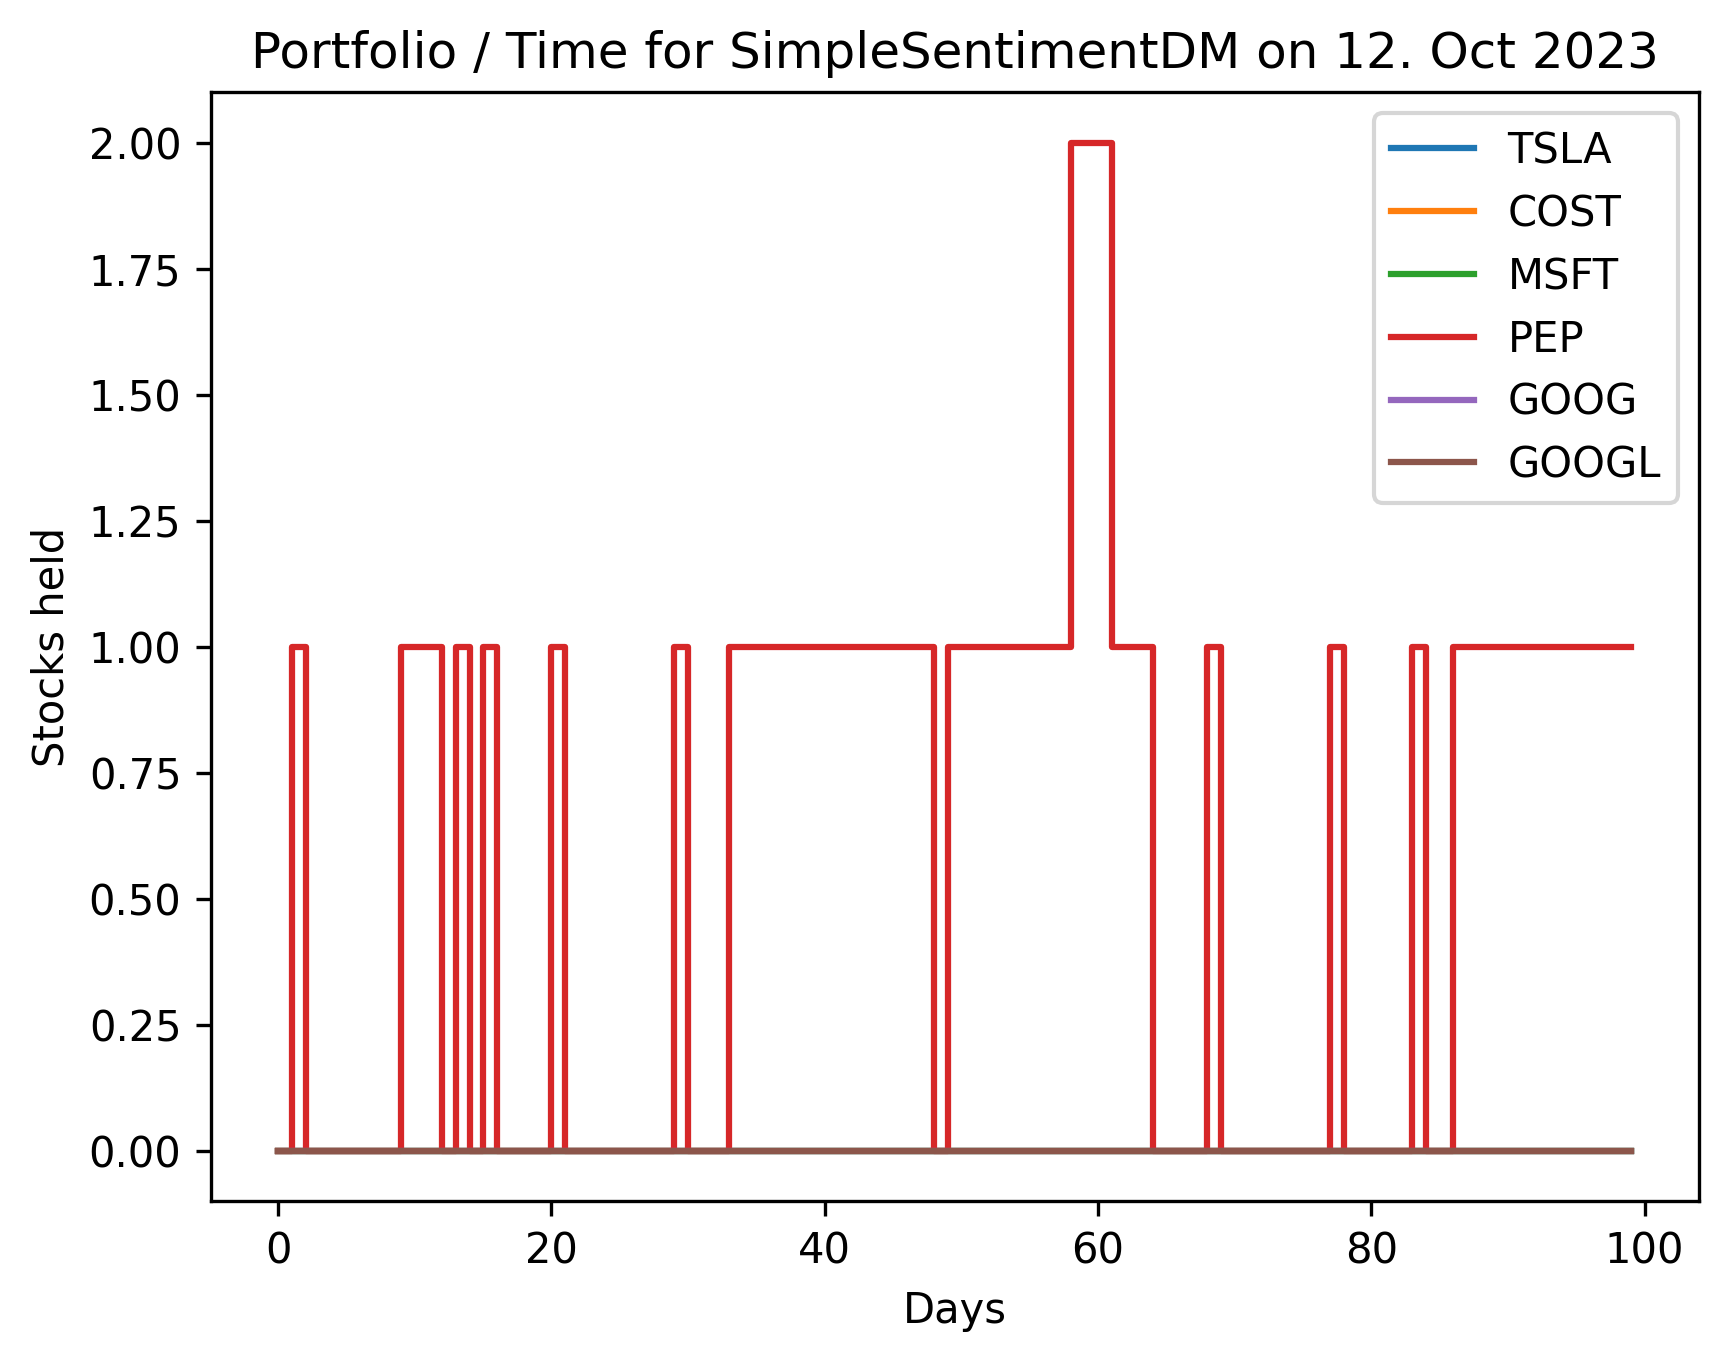 Portfolio / Time for SimpleSentimentDM on 12. Oct 2023
TSLA
COST
MSFT
PEP
GOOG
GOOGL
Stocks held
2.00
1.75
1.50
1.25
1.00
0.75
0.50
0.25
0.00
0 20 40 60 80 100
Days